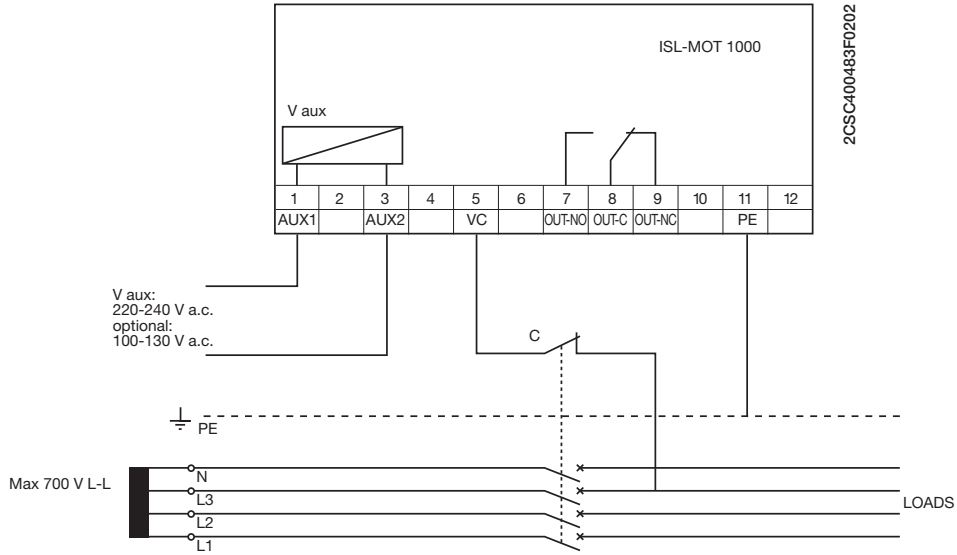 ISL-MOT 1000
2CSC400483F0202
V aux
1 2 3 4 5 6 7 8 9 10 11 12
AUX1 AUX2 VC OUT-NO OUT-C OUT-NC PE
V aux:
220-240 V a.c.
optional:
100-130 V a.c.
C
PE
Max 700 V L-L
N
L3
L2
L1
LOADS